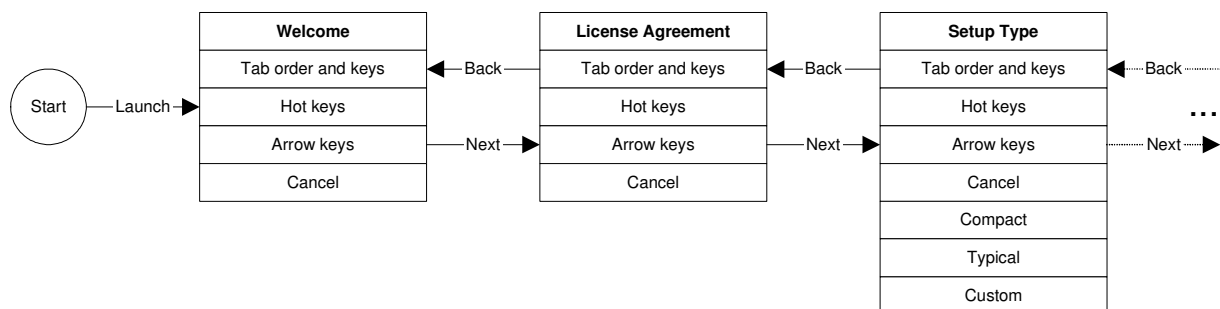 Start
Launch
Welcome
Tab order and keys
Hot keys
Arrow keys
Cancel
Back
Next
License Agreement
Tab order and keys
Hot keys
Arrow keys
Cancel
Back
Next
Setup Type
Tab order and keys
Hot keys
Arrow keys
Cancel
Compact
Typical
Custom
Back
...
Next